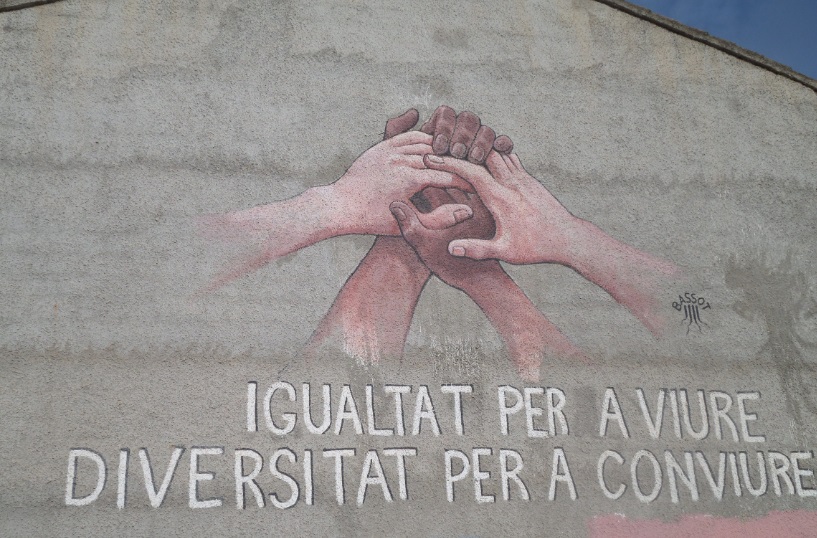 BASSOT
IGUALTAT PER A VIURE
DIVERSITAT PER A CONVIURE